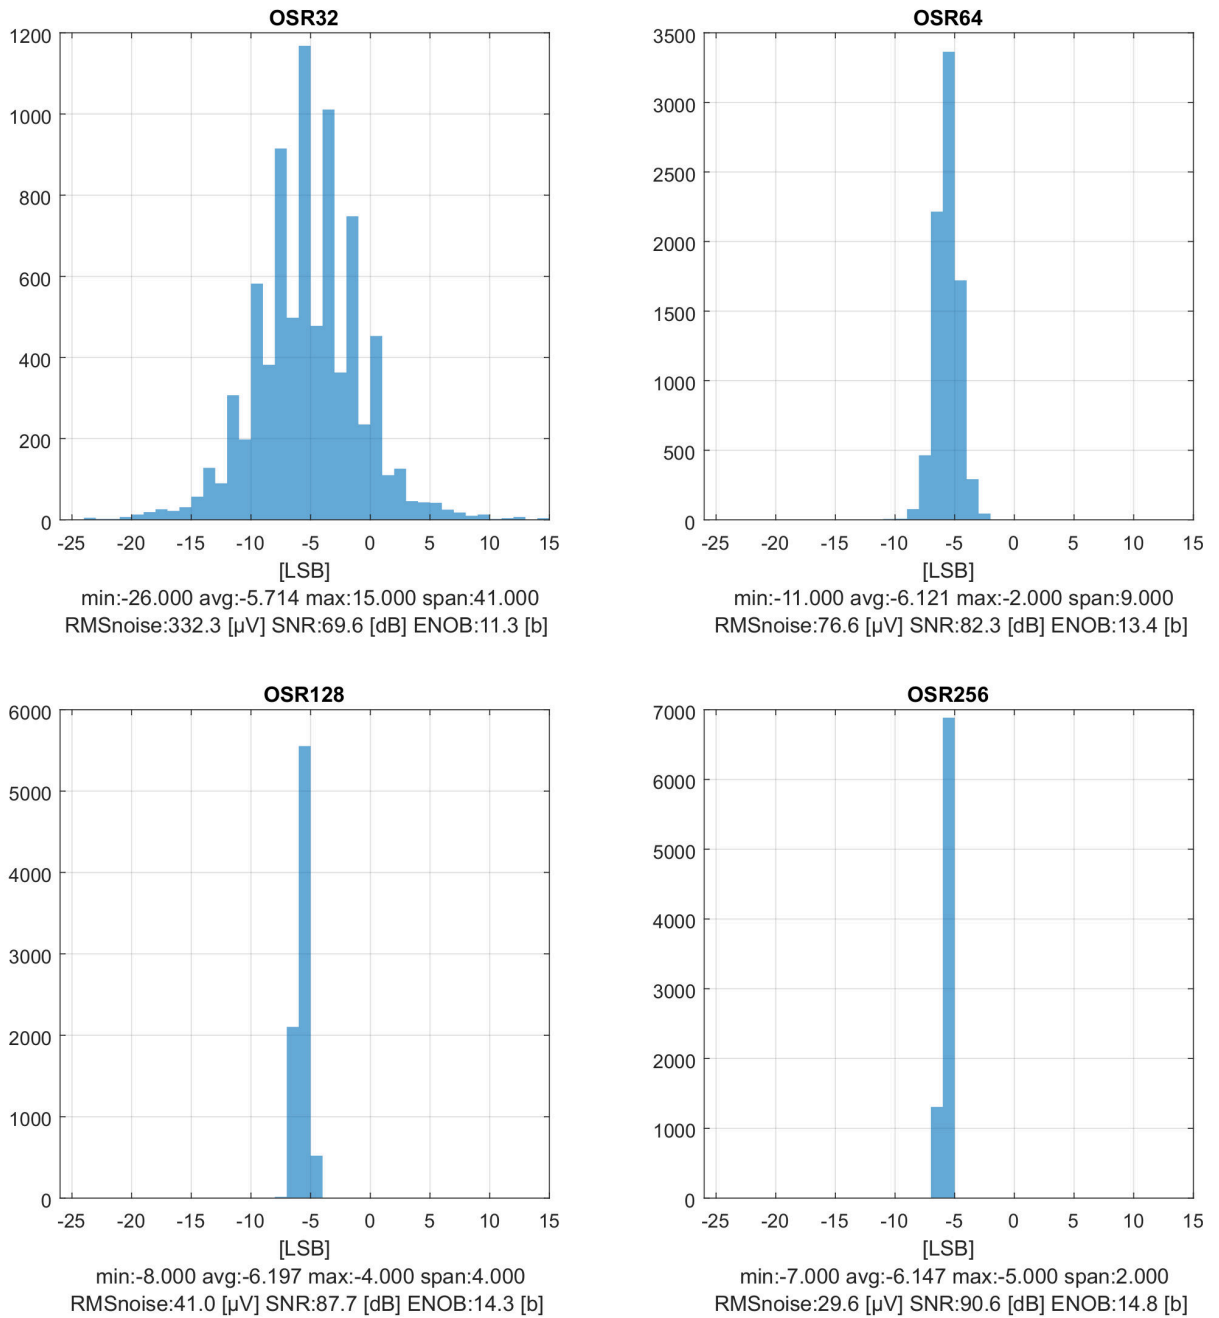 OSR32
1200
1000
800
600
400
200
0
-25 -20 -15 -10 -5 0 5 10 15
[LSB]
min:-26.000 avg:-5.714 max:15.000 span:41.000
RMSnoise:332.3 [µV] SNR:69.6 [dB] ENOB:11.3 [b]
OSR64
3500
3000
2500
2000
1500
1000
500
0
-25 -20 -15 -10 -5 0 5 10 15
[LSB]
min:-11.000 avg:-6.121 max:-2.000 span:9.000
RMSnoise:76.6 [µV] SNR:82.3 [dB] ENOB:13.4 [b]
OSR128
6000
5000
4000
3000
2000
1000
0
-25 -20 -15 -10 -5 0 5 10 15
[LSB]
min:-8.000 avg:-6.197 max:-4.000 span:4.000
RMSnoise:41.0 [µV] SNR:87.7 [dB] ENOB:14.3 [b]
OSR256
7000
6000
5000
4000
3000
2000
1000
0
-25 -20 -15 -10 -5 0 5 10 15
[LSB]
min:-7.000 avg:-6.147 max:-5.000 span:2.000
RMSnoise:29.6 [µV] SNR:90.6 [dB] ENOB:14.8 [b]